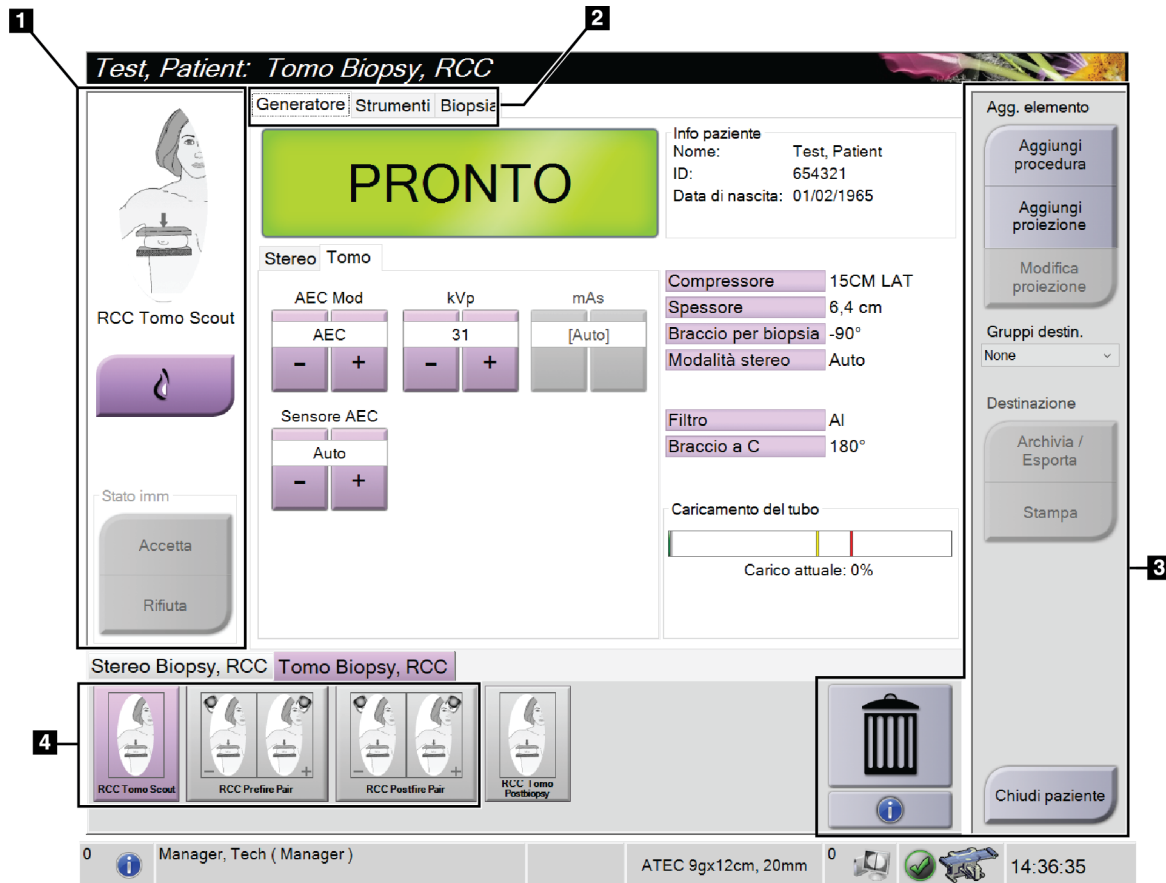 1
2
Test, Patient: Tomo Biopsy, RCC
Generatore Strumenti Biopsia
PRONTO
Info paziente
Nome: Test, Patient
ID: 654321
Data di nascita: 01/02/1965
Agg. elemento
Aggiungi
procedura
Aggiungi
proiezione
Modifica
proiezione
Gruppi destin.
None
Destinazione
Archivia /
Esporta
Stampa
3
RCC Tomo Scout
Stereo Tomo
AEC Mod kVp mAs
AEC 31 [Auto]
- + - +
Sensore AEC
Auto
- +
Compressore 15CM LAT
Spessore 6,4 cm
Braccio per biopsia -90°
Modalità stereo Auto
Filtro Al
Braccio a C 180°
Caricamento del tubo
Carico attuale: 0%
Stato imm
Accetta
Rifiuta
Stereo Biopsy, RCC Tomo Biopsy, RCC
4
RCC Tomo Scout
- +
RCC Prefire Pair
- +
RCC Postfire Pair
RCC Tomo
Postbiopsy
i
Chiudi paziente
0 i Manager, Tech ( Manager ) ATEC 9gx12cm, 20mm 0 14:36:35